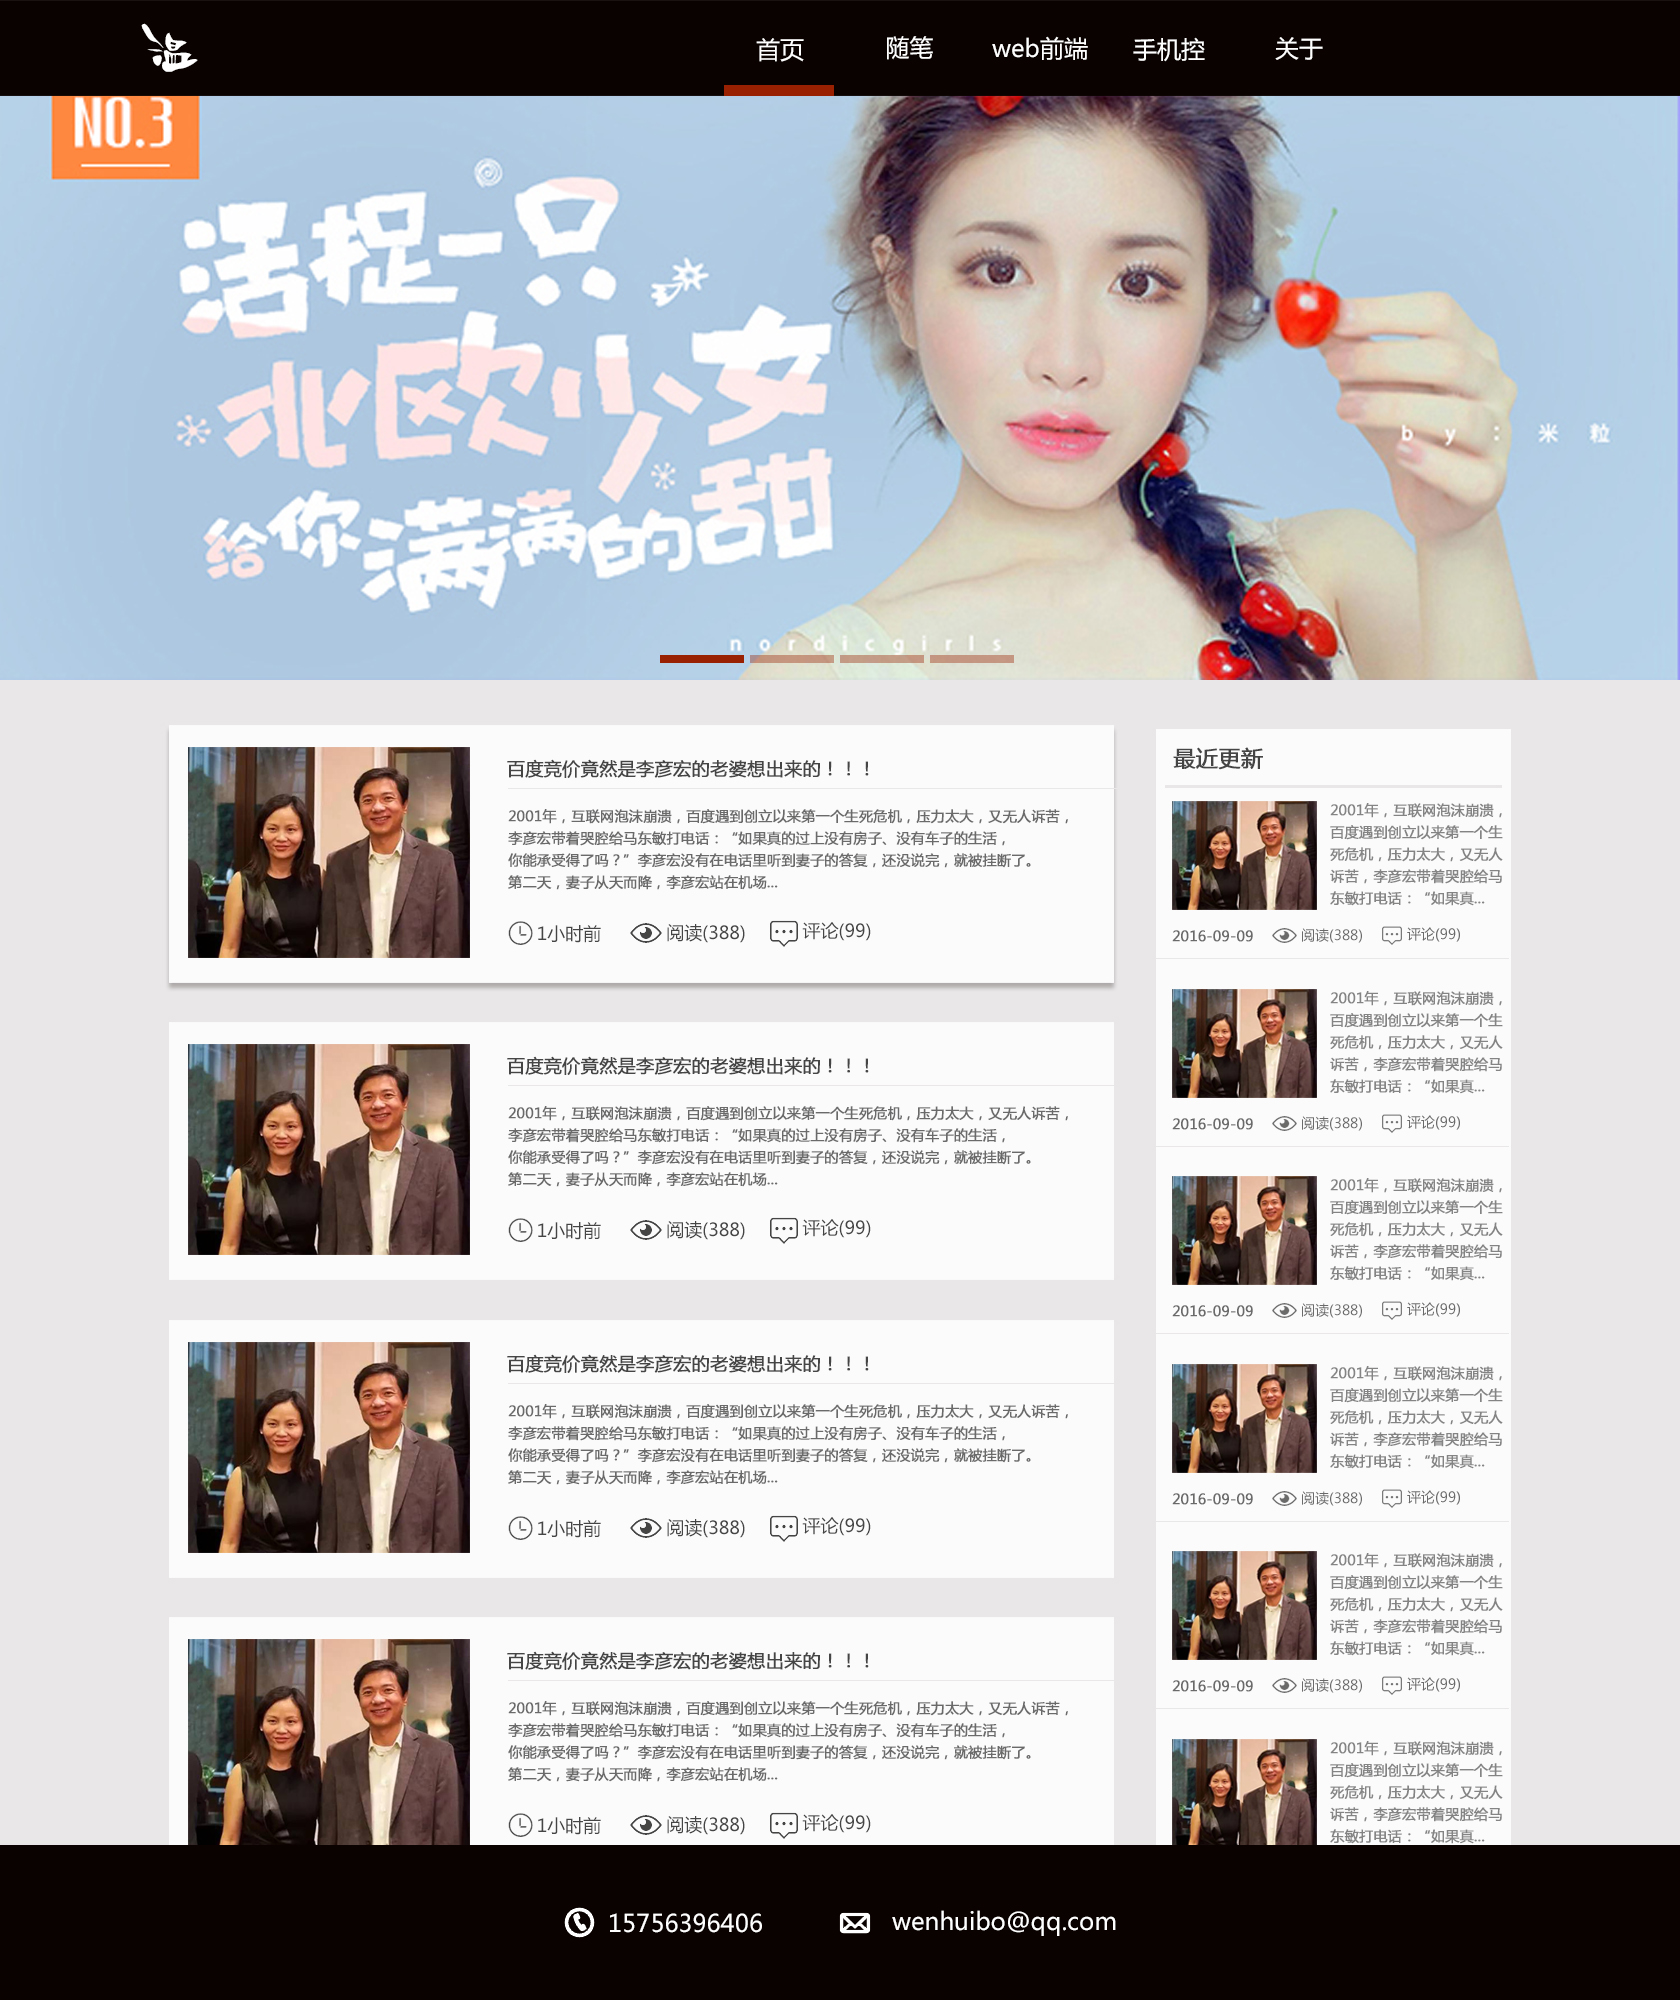 首页
随笔
web前端
手机控
关于
NO.3
活捉一只
北欧少女
给你满满的甜
by:米粒
nordicgirls
百度竞价竟然是李彦宏的老婆想出来的！！！
2001年，互联网泡沫崩溃，百度遇到创立以来第一个生死危机，压力太大，又无人诉苦，
李彦宏带着哭腔给马东敏打电话：“如果真的过上没有房子、没有车子的生活，
你能承受得了吗？”李彦宏没有在电话里听到妻子的答复，还没说完，就被挂断了。
第二天，妻子从天而降，李彦宏站在机场...
1小时前
阅读(388)
评论(99)
百度竞价竟然是李彦宏的老婆想出来的！！！
2001年，互联网泡沫崩溃，百度遇到创立以来第一个生死危机，压力太大，又无人诉苦，
李彦宏带着哭腔给马东敏打电话：“如果真的过上没有房子、没有车子的生活，
你能承受得了吗？”李彦宏没有在电话里听到妻子的答复，还没说完，就被挂断了。
第二天，妻子从天而降，李彦宏站在机场...
1小时前
阅读(388)
评论(99)
百度竞价竟然是李彦宏的老婆想出来的！！！
2001年，互联网泡沫崩溃，百度遇到创立以来第一个生死危机，压力太大，又无人诉苦，
李彦宏带着哭腔给马东敏打电话：“如果真的过上没有房子、没有车子的生活，
你能承受得了吗？”李彦宏没有在电话里听到妻子的答复，还没说完，就被挂断了。
第二天，妻子从天而降，李彦宏站在机场...
1小时前
阅读(388)
评论(99)
百度竞价竟然是李彦宏的老婆想出来的！！！
2001年，互联网泡沫崩溃，百度遇到创立以来第一个生死危机，压力太大，又无人诉苦，
李彦宏带着哭腔给马东敏打电话：“如果真的过上没有房子、没有车子的生活，
你能承受得了吗？”李彦宏没有在电话里听到妻子的答复，还没说完，就被挂断了。
第二天，妻子从天而降，李彦宏站在机场...
1小时前
阅读(388)
评论(99)
最近更新
2001年，互联网泡沫崩溃，
百度遇到创立以来第一个生
死危机，压力太大，又无人
诉苦，李彦宏带着哭腔给马
东敏打电话：“如果真...
2016-09-09
阅读(388)
评论(99)
2001年，互联网泡沫崩溃，
百度遇到创立以来第一个生
死危机，压力太大，又无人
诉苦，李彦宏带着哭腔给马
东敏打电话：“如果真...
2016-09-09
阅读(388)
评论(99)
2001年，互联网泡沫崩溃，
百度遇到创立以来第一个生
死危机，压力太大，又无人
诉苦，李彦宏带着哭腔给马
东敏打电话：“如果真...
2016-09-09
阅读(388)
评论(99)
2001年，互联网泡沫崩溃，
百度遇到创立以来第一个生
死危机，压力太大，又无人
诉苦，李彦宏带着哭腔给马
东敏打电话：“如果真...
2016-09-09
阅读(388)
评论(99)
2001年，互联网泡沫崩溃，
百度遇到创立以来第一个生
死危机，压力太大，又无人
诉苦，李彦宏带着哭腔给马
东敏打电话：“如果真...
2016-09-09
阅读(388)
评论(99)
2001年，互联网泡沫崩溃，
百度遇到创立以来第一个生
死危机，压力太大，又无人
诉苦，李彦宏带着哭腔给马
东敏打电话：“如果真...
15756396406
wenhuibo@qq.com